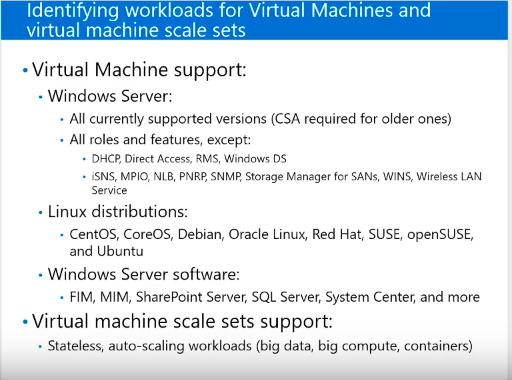 Identifying workloads for Virtual Machines and
virtual machine scale sets
• Virtual Machine support:
• Windows Server:
• All currently supported versions (CSA required for older ones)
• All roles and features, except:
• DHCP, Direct Access, RMS, Windows DS
• iSNS, MPIO, NLB, PNRP, SNMP, Storage Manager for SANs, WINS, Wireless LAN
Service
• Linux distributions:
• CentOS, CoreOS, Debian, Oracle Linux, Red Hat, SUSE, openSUSE,
and Ubuntu
• Windows Server software:
• FIM, MIM, SharePoint Server, SQL Server, System Center, and more
• Virtual machine scale sets support:
• Stateless, auto-scaling workloads (big data, big compute, containers)